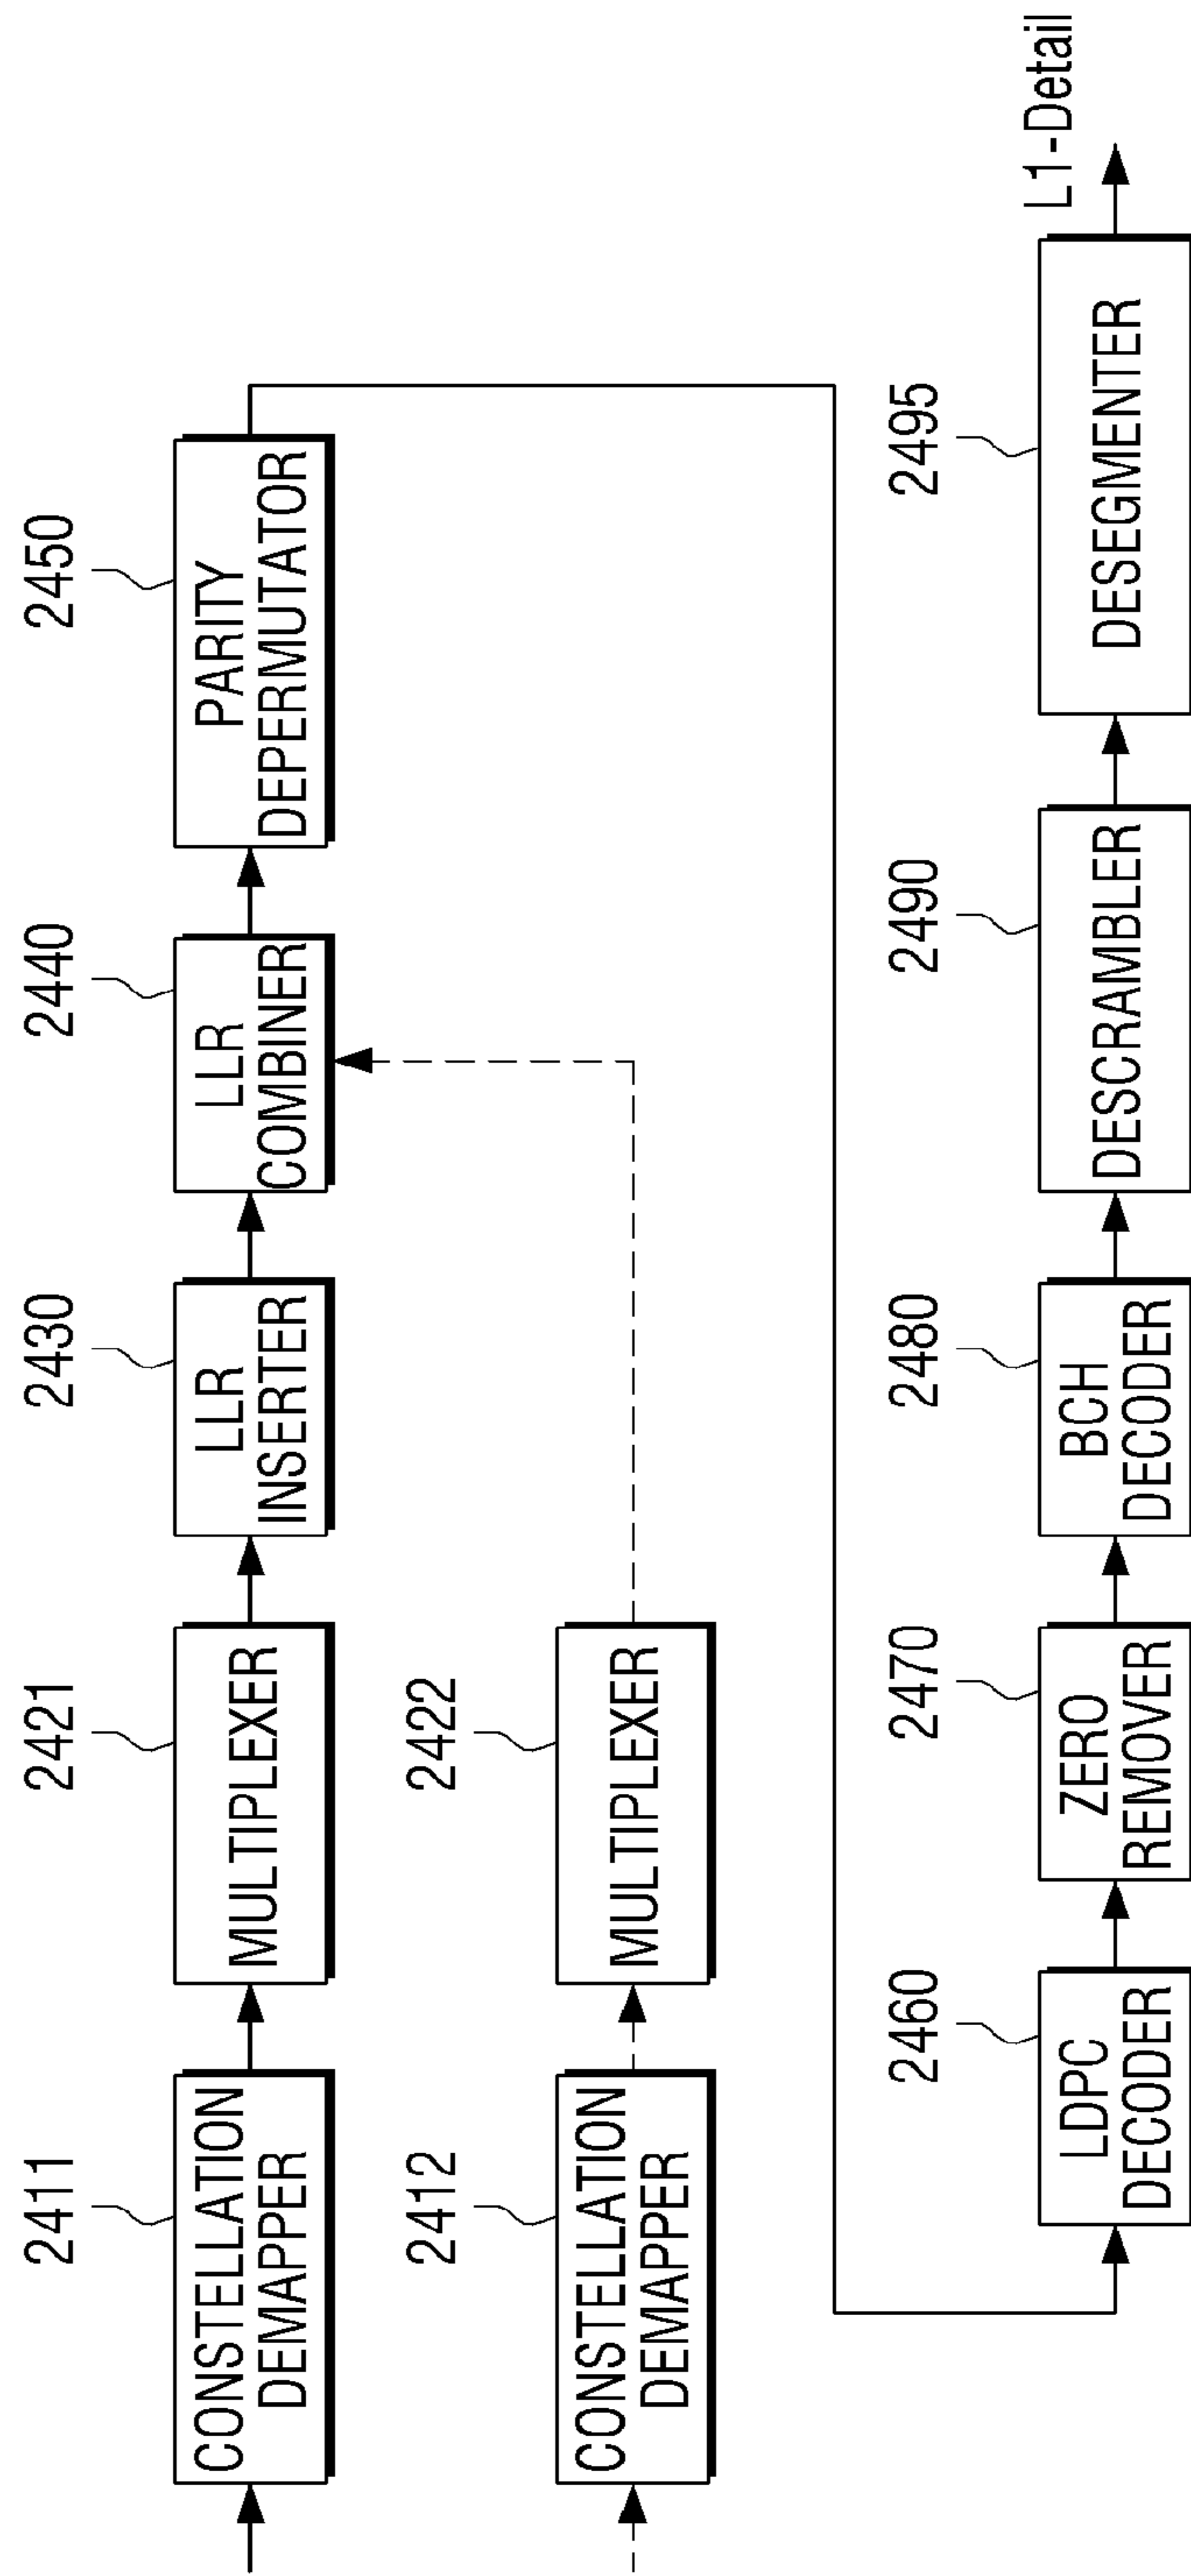 2411
CONSTELLATION
DEMAPPER
2421
MULTIPLEXER
2430
LLR
INSERTER
2440
LLR
COMBINER
2450
PARITY
DEPERMUTATOR
2412
CONSTELLATION
DEMAPPER
2422
MULTIPLEXER
2460
LDPC
DECODER
2470
ZERO
REMOVER
2480
BCH
DECODER
2490
DESCRAMBLER
2495
DESEGMENTER
L1-Detail